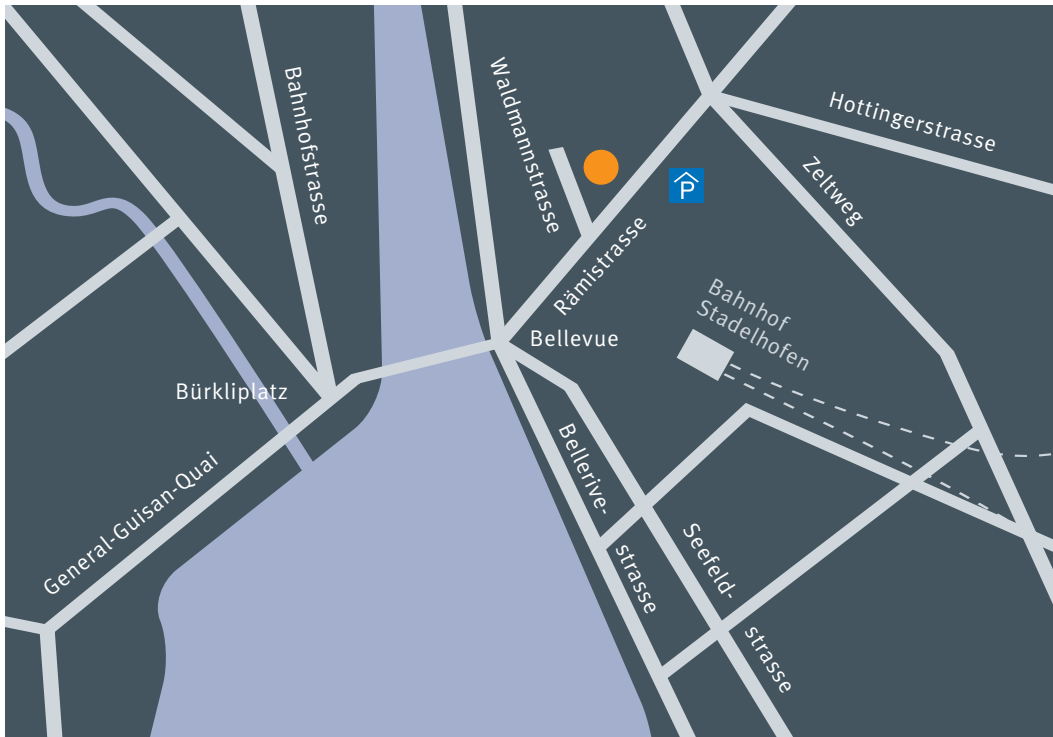 Waldmannstrasse
Bahnhofstrasse
Hottingerstrasse
Zeltweg
P
Rämistrasse
Bahnhof
Stadelhofen
Bellevue
Bürkliplatz
Bellerive-
strasse
General-Guisan-Quai
Seefeld-
strasse